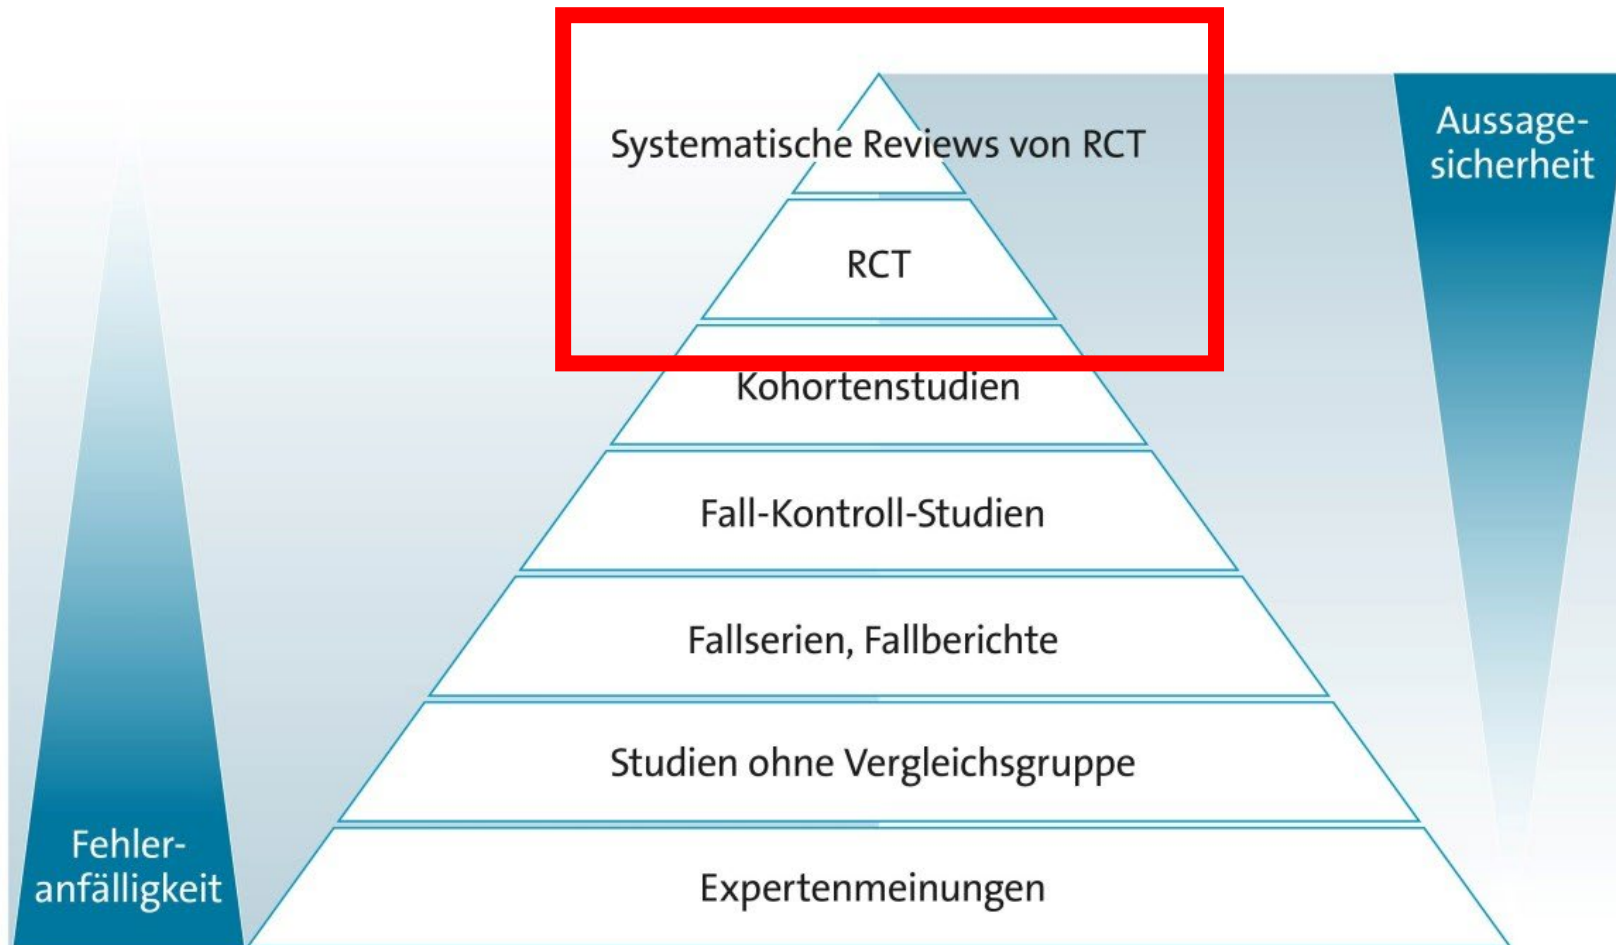 Systematische Reviews von RCT
Aussage-
sicherheit
RCT
Kohortenstudien
Fall-Kontroll-Studien
Fallserien, Fallberichte
Studien ohne Vergleichsgruppe
Fehler-
anfälligkeit
Expertenmeinungen